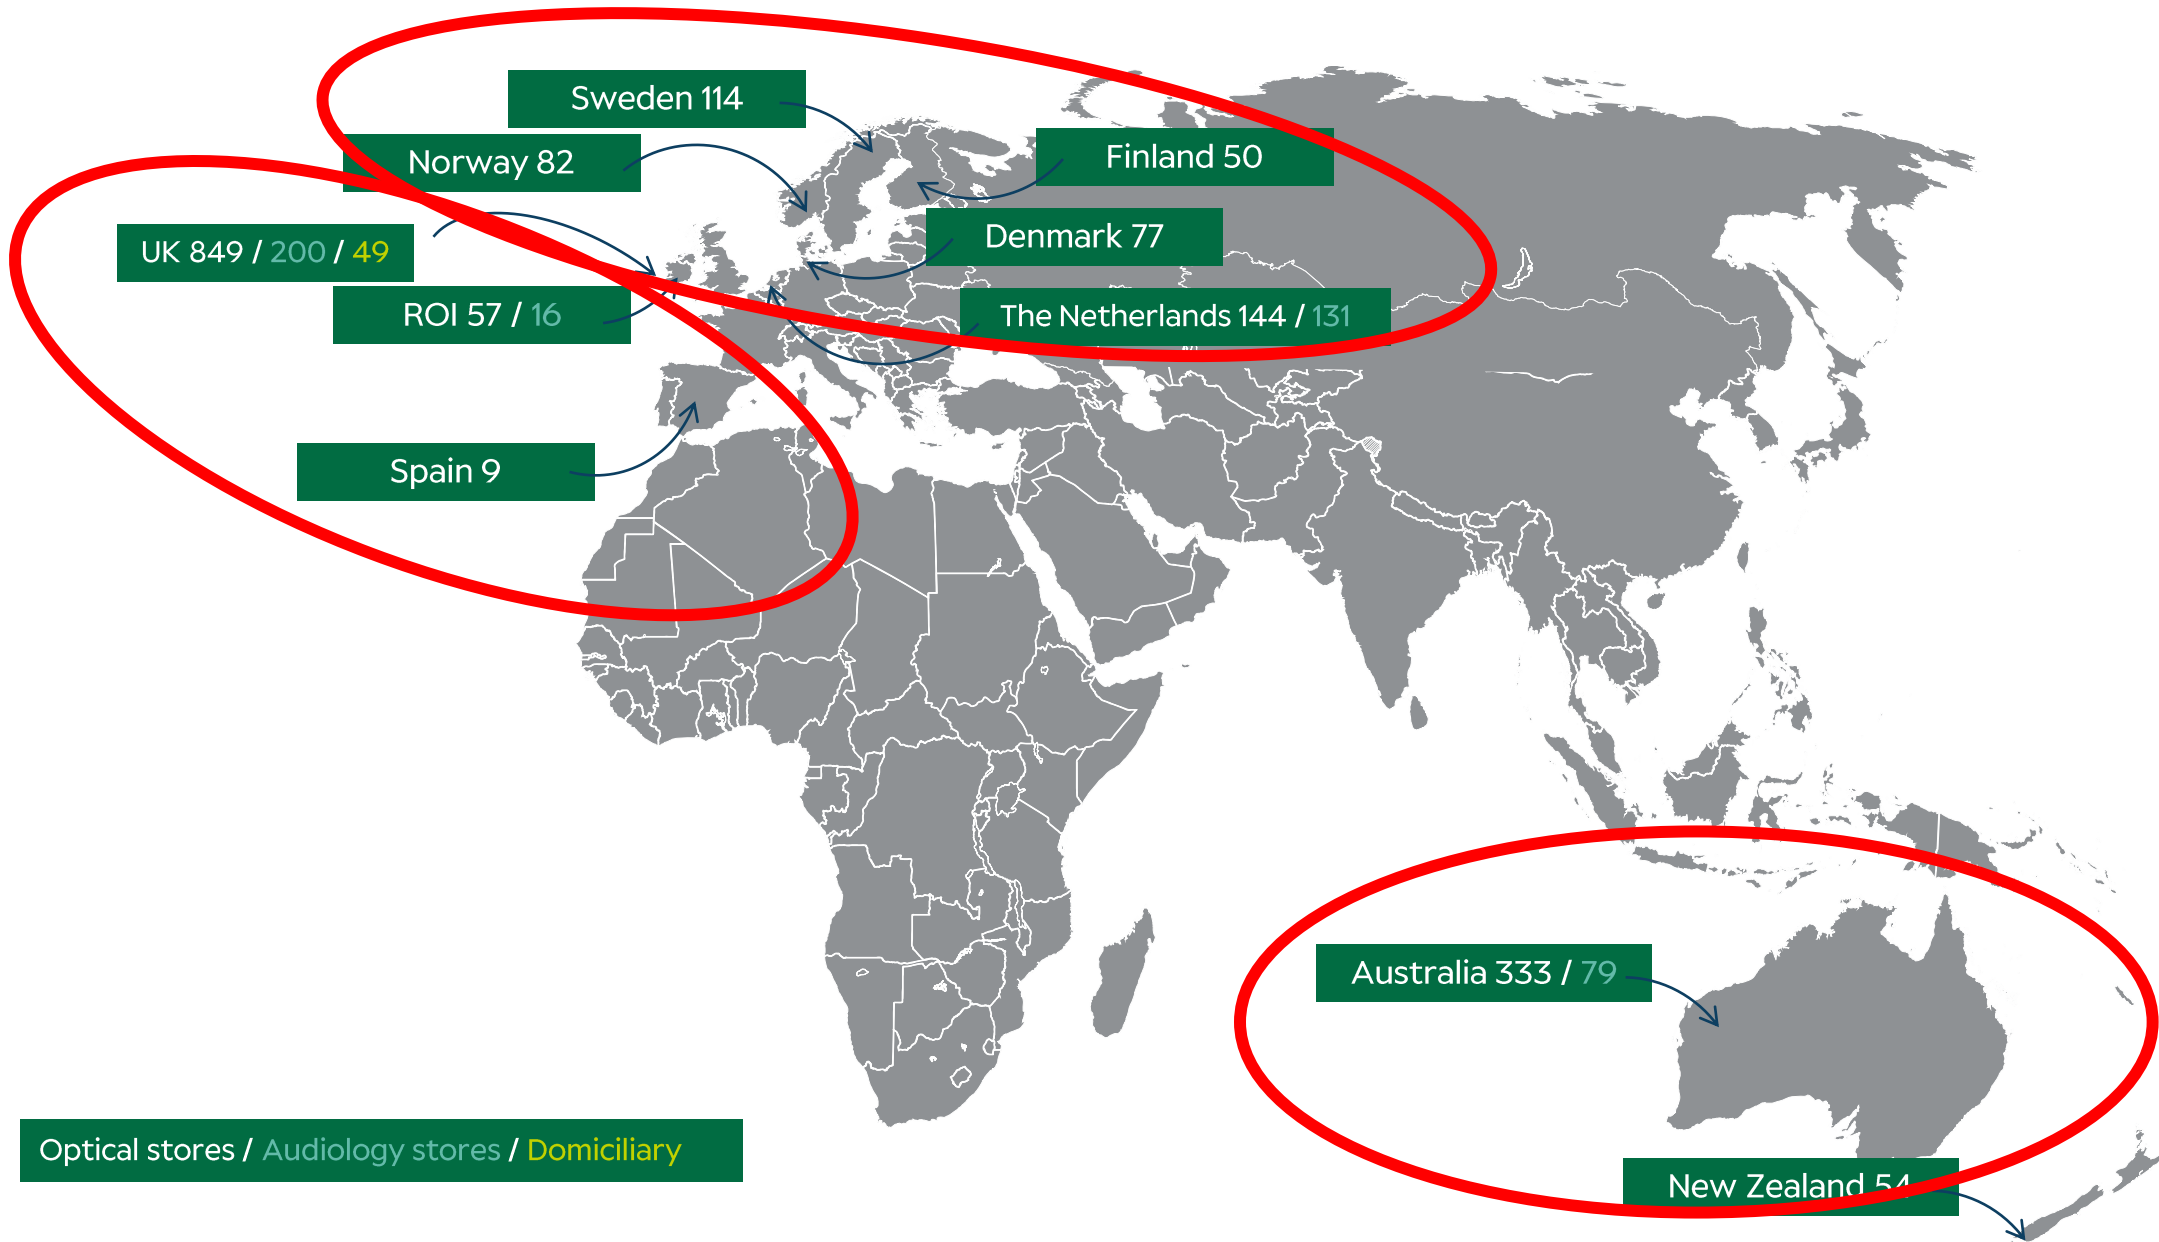 Sweden 114
Norway 82
Finland 50
UK 849 / 200 / 49
Denmark 77
ROI 57 / 16
The Netherlands 144 / 131
Spain 9
Australia 333 / 79
Optical stores / Audiology stores / Domiciliary
New Zealand 54